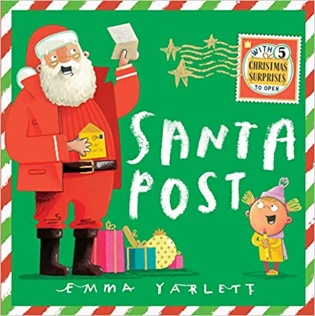 WITH 5
CHRISTMAS
SURPRISES
TO OPEN
SANTA
POST
EMMA YARLETT